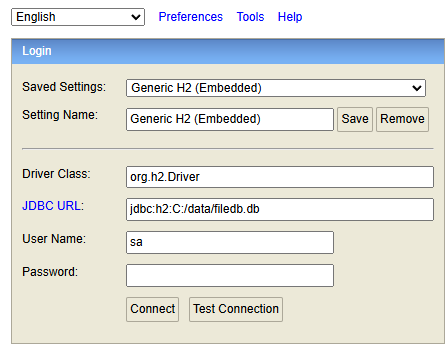 English Preferences Tools Help
Login
Saved Settings: Generic H2 (Embedded)
Setting Name: Generic H2 (Embedded) Save Remove
Driver Class: org.h2.Driver
JDBC URL: jdbc:h2:C:/data/filedb.db
User Name: sa
Password:
Connect Test Connection